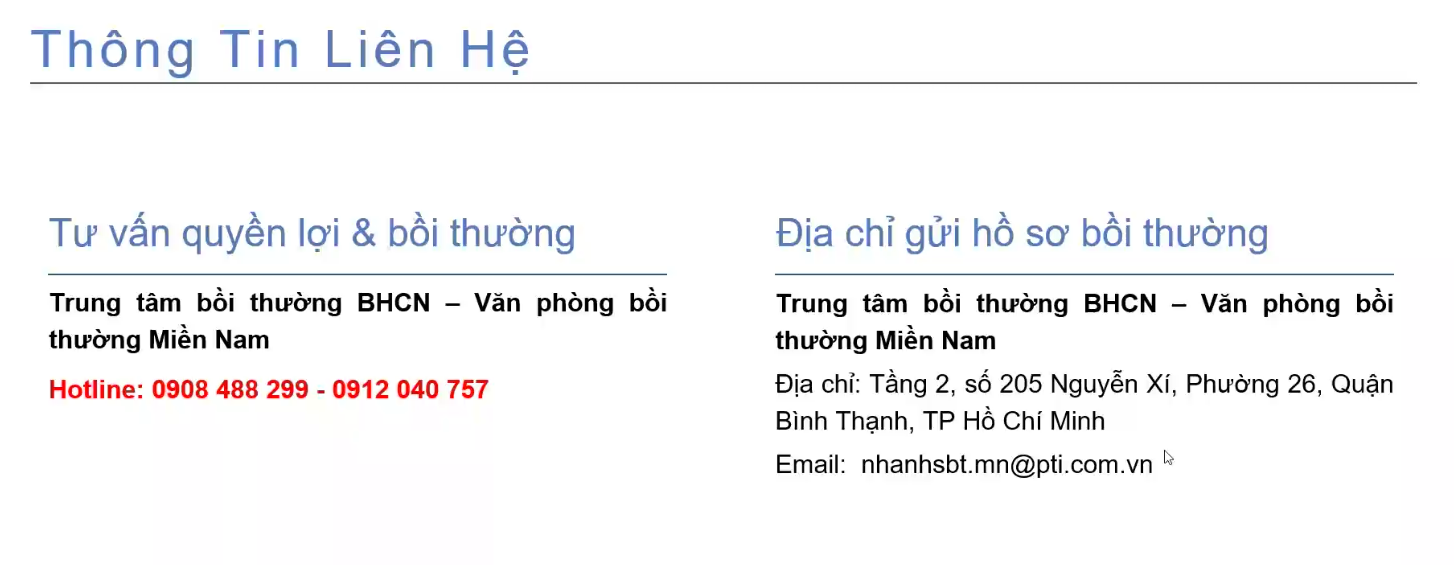 Thông Tin Liên Hệ
Tư vấn quyền lợi & bồi thường
Trung tâm bồi thường BHCN – Văn phòng bồi
thường Miền Nam
Hotline: 0908 488 299 - 0912 040 757
Địa chỉ gửi hồ sơ bồi thường
Trung tâm bồi thường BHCN – Văn phòng bồi
thường Miền Nam
Địa chỉ: Tầng 2, số 205 Nguyễn Xí, Phường 26, Quận
Bình Thạnh, TP Hồ Chí Minh
Email: nhanhsbt.mn@pti.com.vn